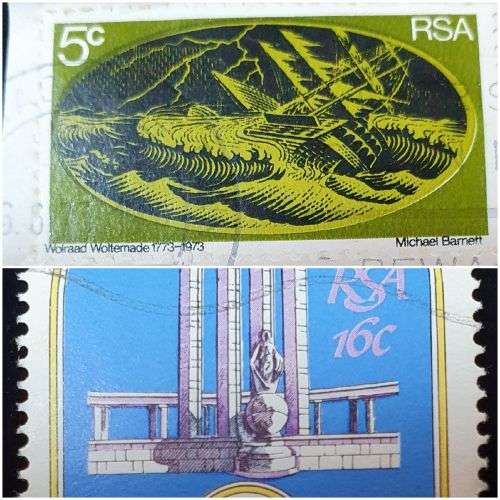 5c
RSA
Wolraad Woltemade 1773-1973
Michael Barnett
RSA
16c